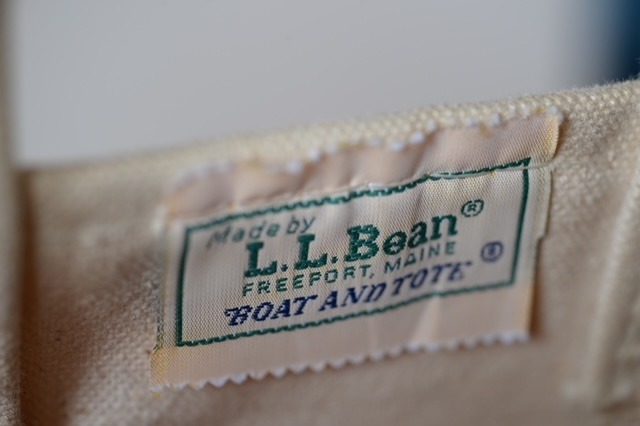 Made by
L.L.Bean®
FREEPORT, MAINE
BOAT AND TOTE ®